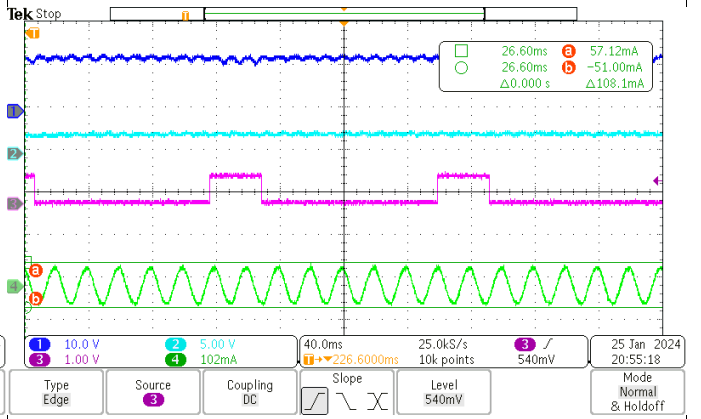 Tek Stop
T
T
26.60ms a 57.12mA
26.60ms b -51.00mA
Δ0.000 s Δ108.1mA
1
2
3
a
4
b
1 10.0 V 2 5.00 V
3 1.00 V 4 102mA
40.0ms 25.0kS/s 3
T→▼226.6000ms 10k points 540mV
25 Jan 2024
20:55:18
Type
Edge
Source
3
Coupling
DC
Slope
Level
540mV
Mode
Normal
& Holdoff